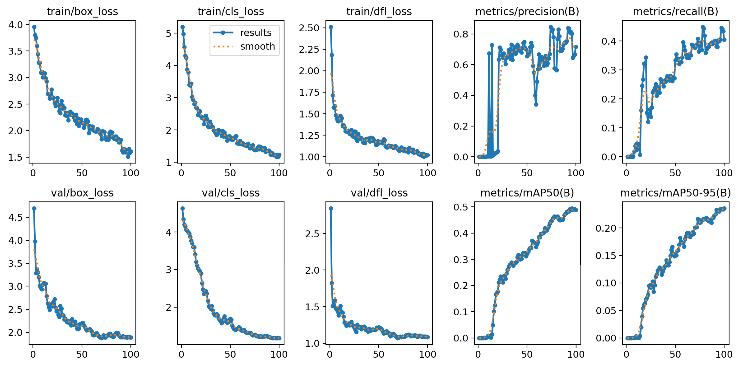 train/box_loss
train/cls_loss
train/dfl_loss
metrics/precision(B)
metrics/recall(B)
4.0
3.5
3.0
2.5
2.0
1.5
0 50 100
5
4
3
2
1
0 50 100
results
smooth
2.50
2.25
2.00
1.75
1.50
1.25
1.00
0 50 100
0.8
0.6
0.4
0.2
0.0
0 50 100
0.4
0.3
0.2
0.1
0.0
0 50 100
val/box_loss
val/cls_loss
val/dfl_loss
metrics/mAP50(B)
metrics/mAP50-95(B)
4.5
4.0
3.5
3.0
2.5
2.0
0 50 100
4
3
2
0 50 100
2.5
2.0
1.5
1.0
0 50 100
0.5
0.4
0.3
0.2
0.1
0.0
0 50 100
0.20
0.15
0.10
0.05
0.00
0 50 100